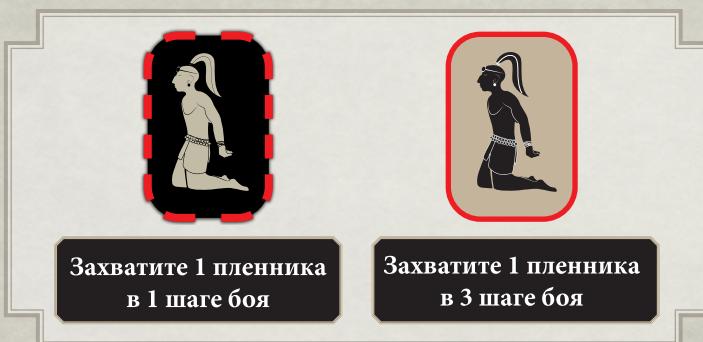 Захватите 1 пленника
в 1 шаге боя
Захватите 1 пленника
в 3 шаге боя